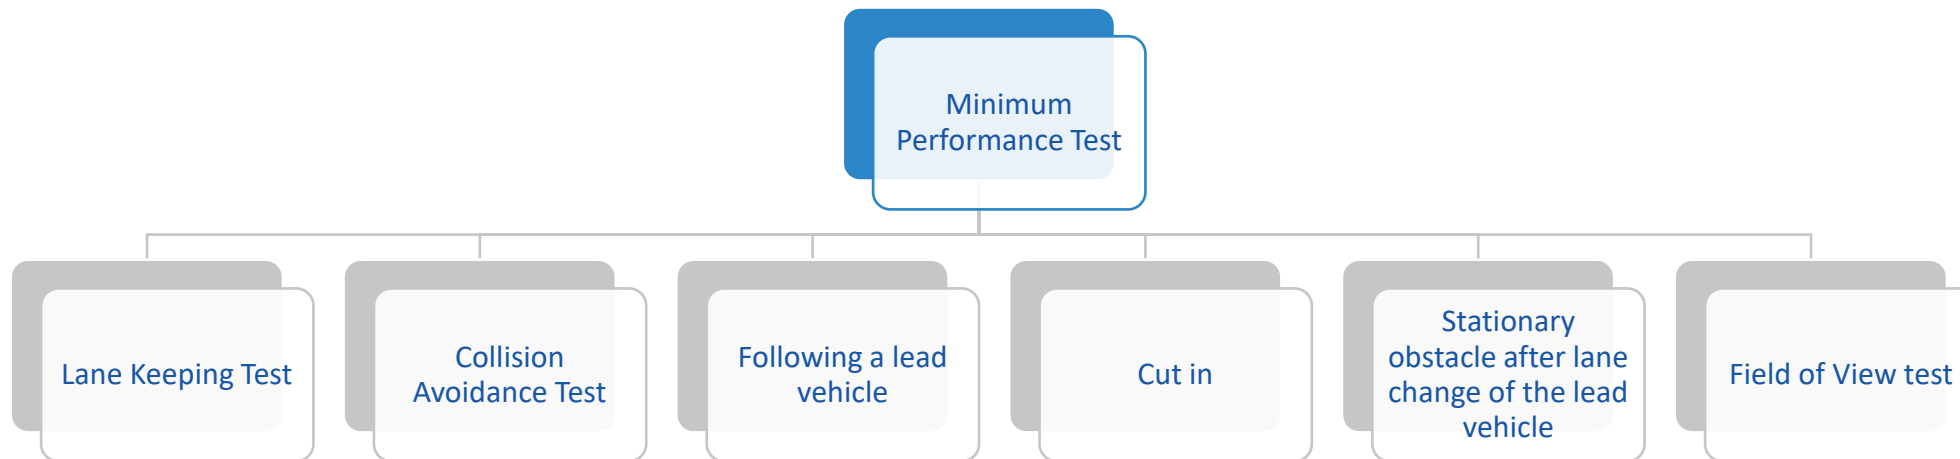 Minimum
Performance Test
Lane Keeping Test
Collision
Avoidance Test
Following a lead
vehicle
Cut in
Stationary
obstacle after lane
change of the lead
vehicle
Field of View test